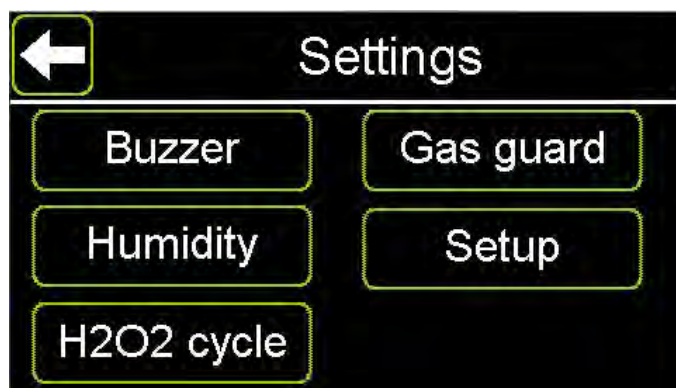 Settings
Buzzer
Gas guard
Humidity
Setup
H2O2 cycle